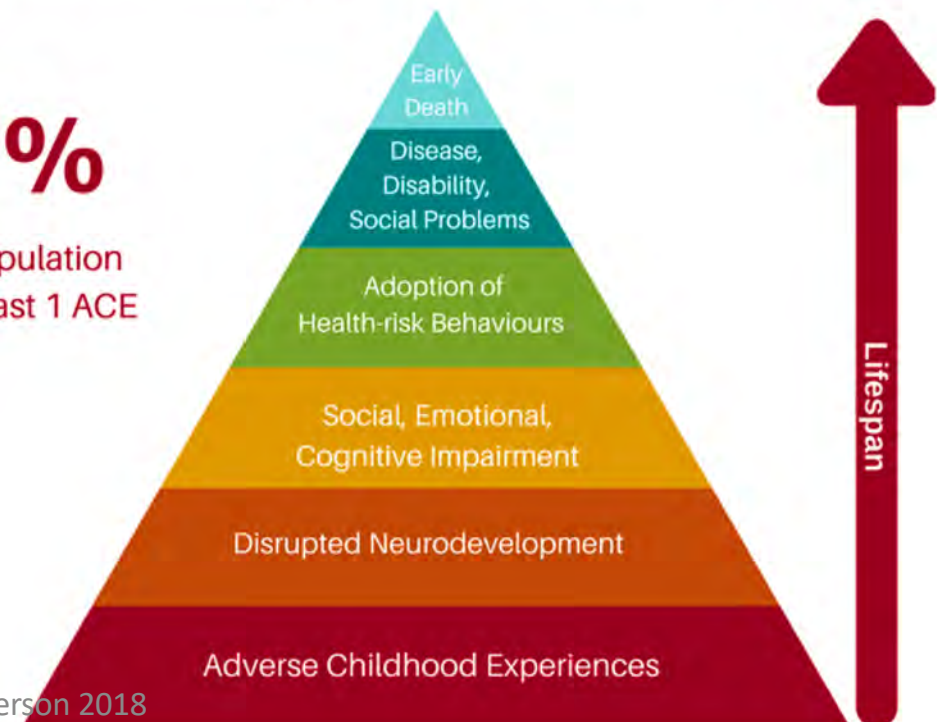 Early
Death
Disease,
Disability,
Social Problems
%
pulation
ast 1 ACE
Adoption of
Health-risk Behaviours
Social, Emotional,
Cognitive Impairment
Disrupted Neurodevelopment
Adverse Childhood Experiences
Lifespan
erson 2018